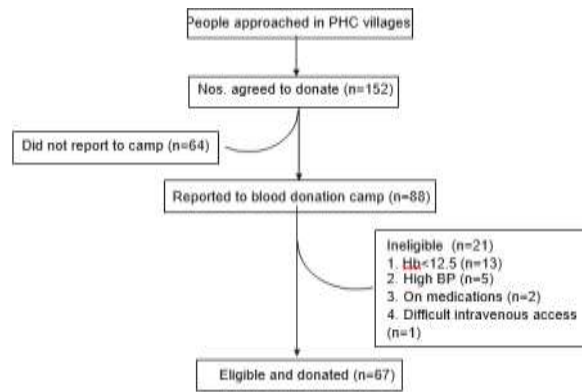 People approached in PHC villages
Nos. agreed to donate (n=152)
Did not report to camp (n=64)
Reported to blood donation camp (n=88)
Ineligible (n=21)
1. Hb<12.5 (n=13)
2. High BP (n=5)
3. On medications (n=2)
4. Difficult intravenous access
(n=1)
Eligible and donated (n=67)